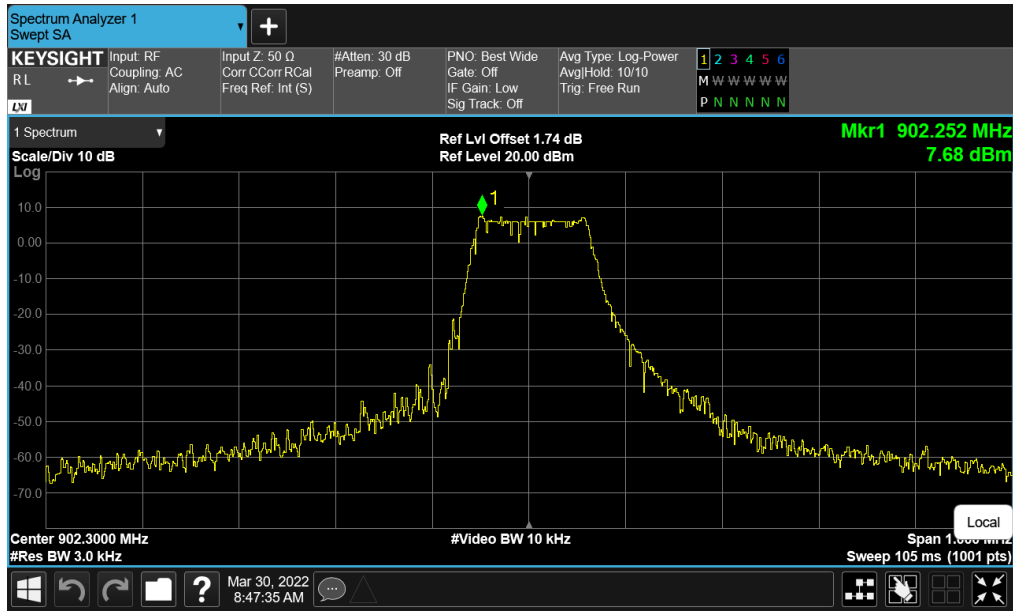 Spectrum Analyzer 1
Swept SA
+
KEYSIGHT
R L
LXI
Input: RF
Coupling: AC
Align: Auto
Input Z: 50 Ω
Corr CCorr RCal
Freq Ref: Int (S)
#Atten: 30 dB
Preamp: Off
PNO: Best Wide
Gate: Off
IF Gain: Low
Sig Track: Off
Avg Type: Log-Power
Avg|Hold: 10/10
Trig: Free Run
1 2 3 4 5 6
M W W W W W
P N N N N N
1 Spectrum
Scale/Div 10 dB
Log
Ref Lvl Offset 1.74 dB
Ref Level 20.00 dBm
Mkr1 902.252 MHz
7.68 dBm
1
10.0
0.00
-10.0
-20.0
-30.0
-40.0
-50.0
-60.0
-70.0
Local
Center 902.3000 MHz
#Res BW 3.0 kHz
#Video BW 10 kHz
Span
Sweep 105 ms (1001 pts)
?
Mar 30, 2022
8:47:35 AM